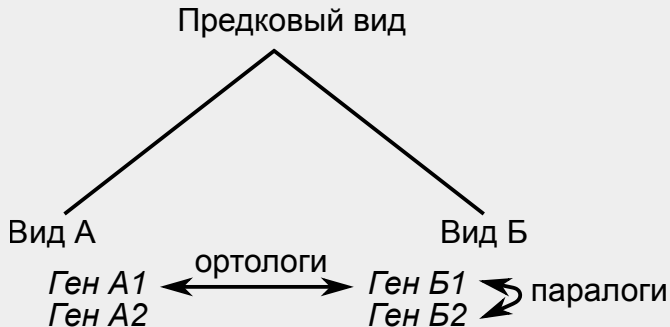 Предковый вид
Вид А
Вид Б
ортологи
Ген А1
Ген Б1
паралоги
Ген А2
Ген Б2